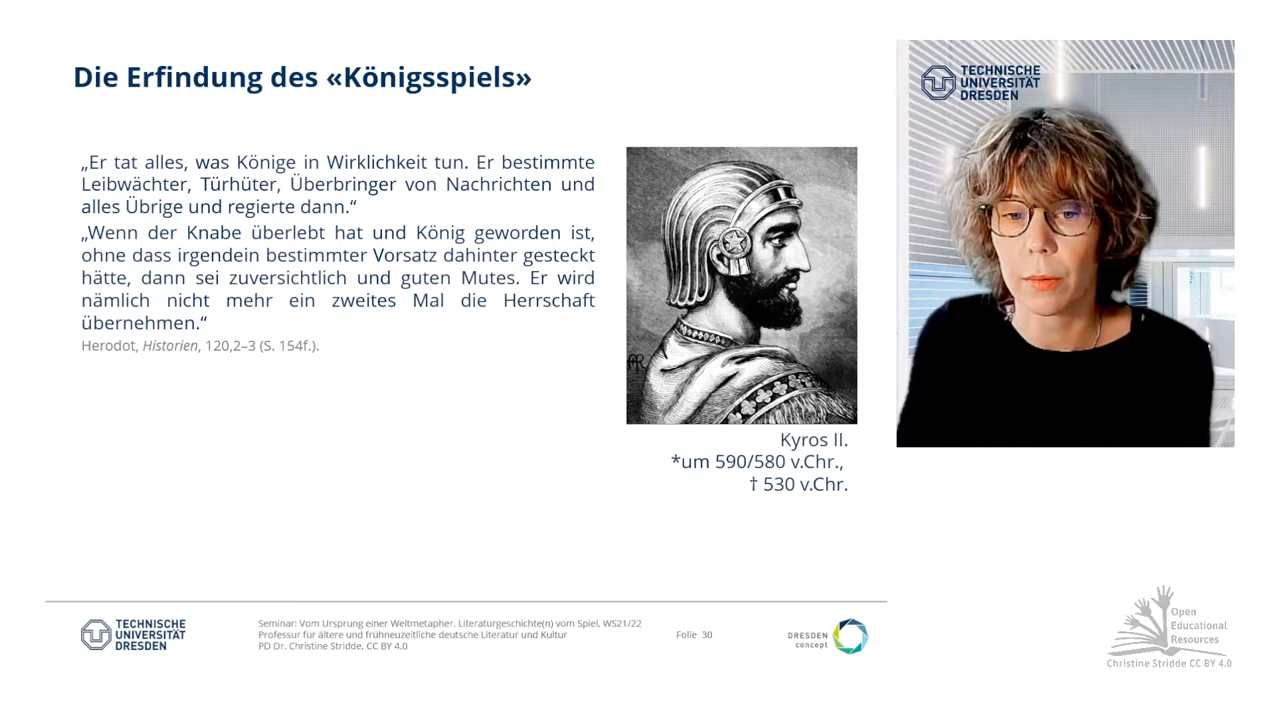 Die Erfindung des «Königsspiels»
„Er tat alles, was Könige in Wirklichkeit tun. Er bestimmte
Leibwächter, Türhüter, Überbringer von Nachrichten und
alles Übrige und regierte dann.“
„Wenn der Knabe überlebt hat und König geworden ist,
ohne dass irgendein bestimmter Vorsatz dahinter gesteckt
hätte, dann sei zuversichtlich und guten Mutes. Er wird
nämlich nicht mehr ein zweites Mal die Herrschaft
übernehmen.“
Herodot, Historien, 120,2–3 (S. 154f.).
Kyros II.
*um 590/580 v.Chr.,
† 530 v.Chr.
TECHNISCHE
UNIVERSITÄT
DRESDEN
TECHNISCHE
UNIVERSITÄT
DRESDEN
Seminar: Vom Ursprung einer Weltmetapher. Literaturgeschichte(n) vom Spiel, WS21/22
Professur für ältere und frühneuzeitliche deutsche Literatur und Kultur
PD Dr. Christine Stridde, CC BY 4.0
Folie 30
DRESDEN
concept
Open
Educational
Resources
Christine Stridde CC BY 4.0